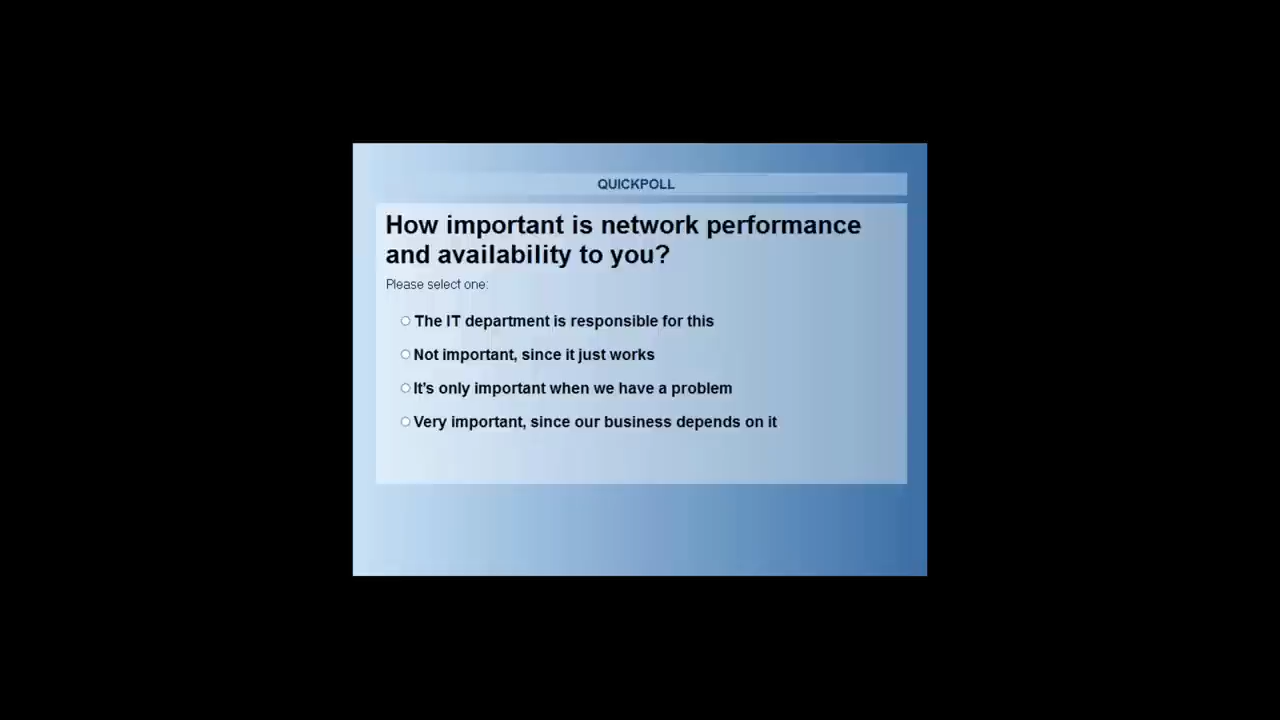 QUICKPOLL
How important is network performance
and availability to you?
Please select one:
The IT department is responsible for this
Not important, since it just works
It's only important when we have a problem
Very important, since our business depends on it